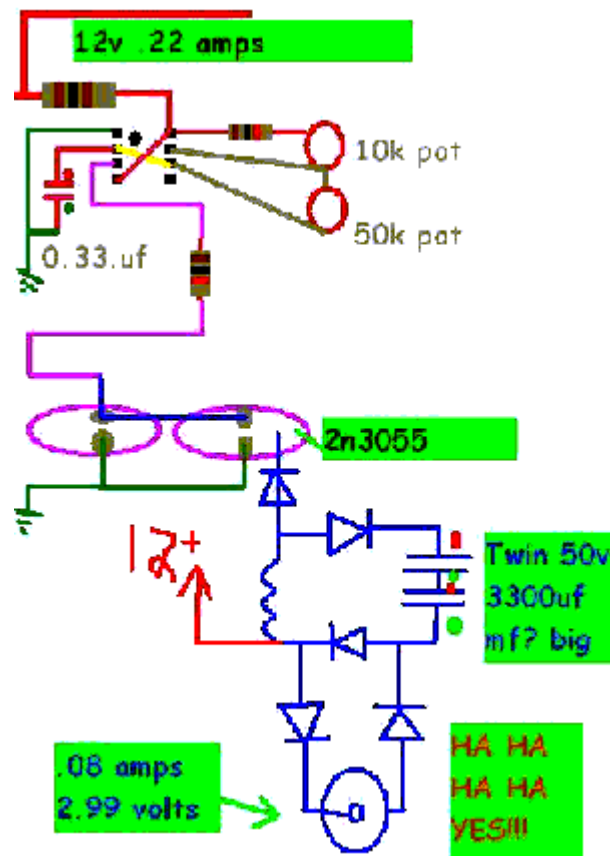 12v .22 amps
10k pot
50k pot
0.33.uf
2n3055
12+
Twin 50v
3300uf
mf? big
.08 amps
2.99 volts
a
HA HA
HA HA
YES!!!